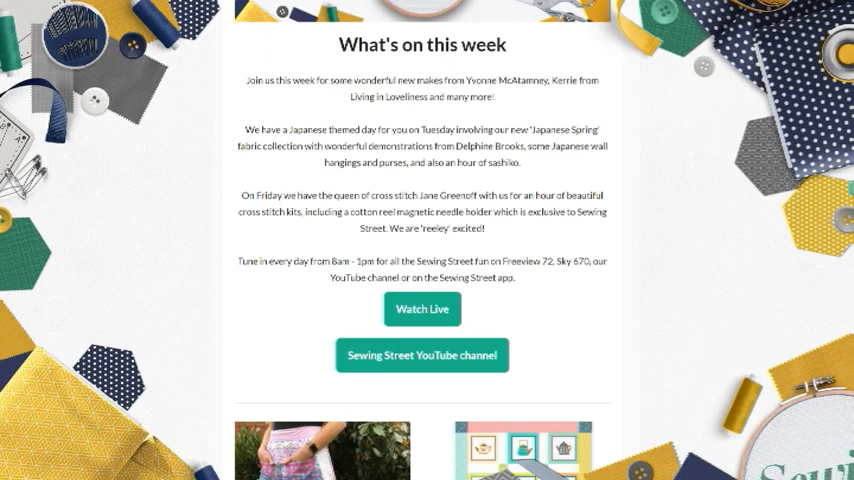 What's on this week
Join us this week for some wonderful new makes from Yvonne McAtamney, Kerrie from
Living in Loveliness and many more!
We have a Japanese themed day for you on Tuesday involving our new 'Japanese Spring'
fabric collection with wonderful demonstrations from Delphine Brooks, some Japanese wall
hangings and purses, and also an hour of sashiko.
On Friday we have the queen of cross stitch Jane Greenoff with us for an hour of beautiful
cross stitch kits, including a cotton reel magnetic needle holder which is exclusive to Sewing
Street. We are 'reeley' excited!
Tune in every day from 8am - 1pm for all the Sewing Street fun on Freeview 72, Sky 670, our
YouTube channel or on the Sewing Street app.
Watch Live
Sewing Street YouTube channel